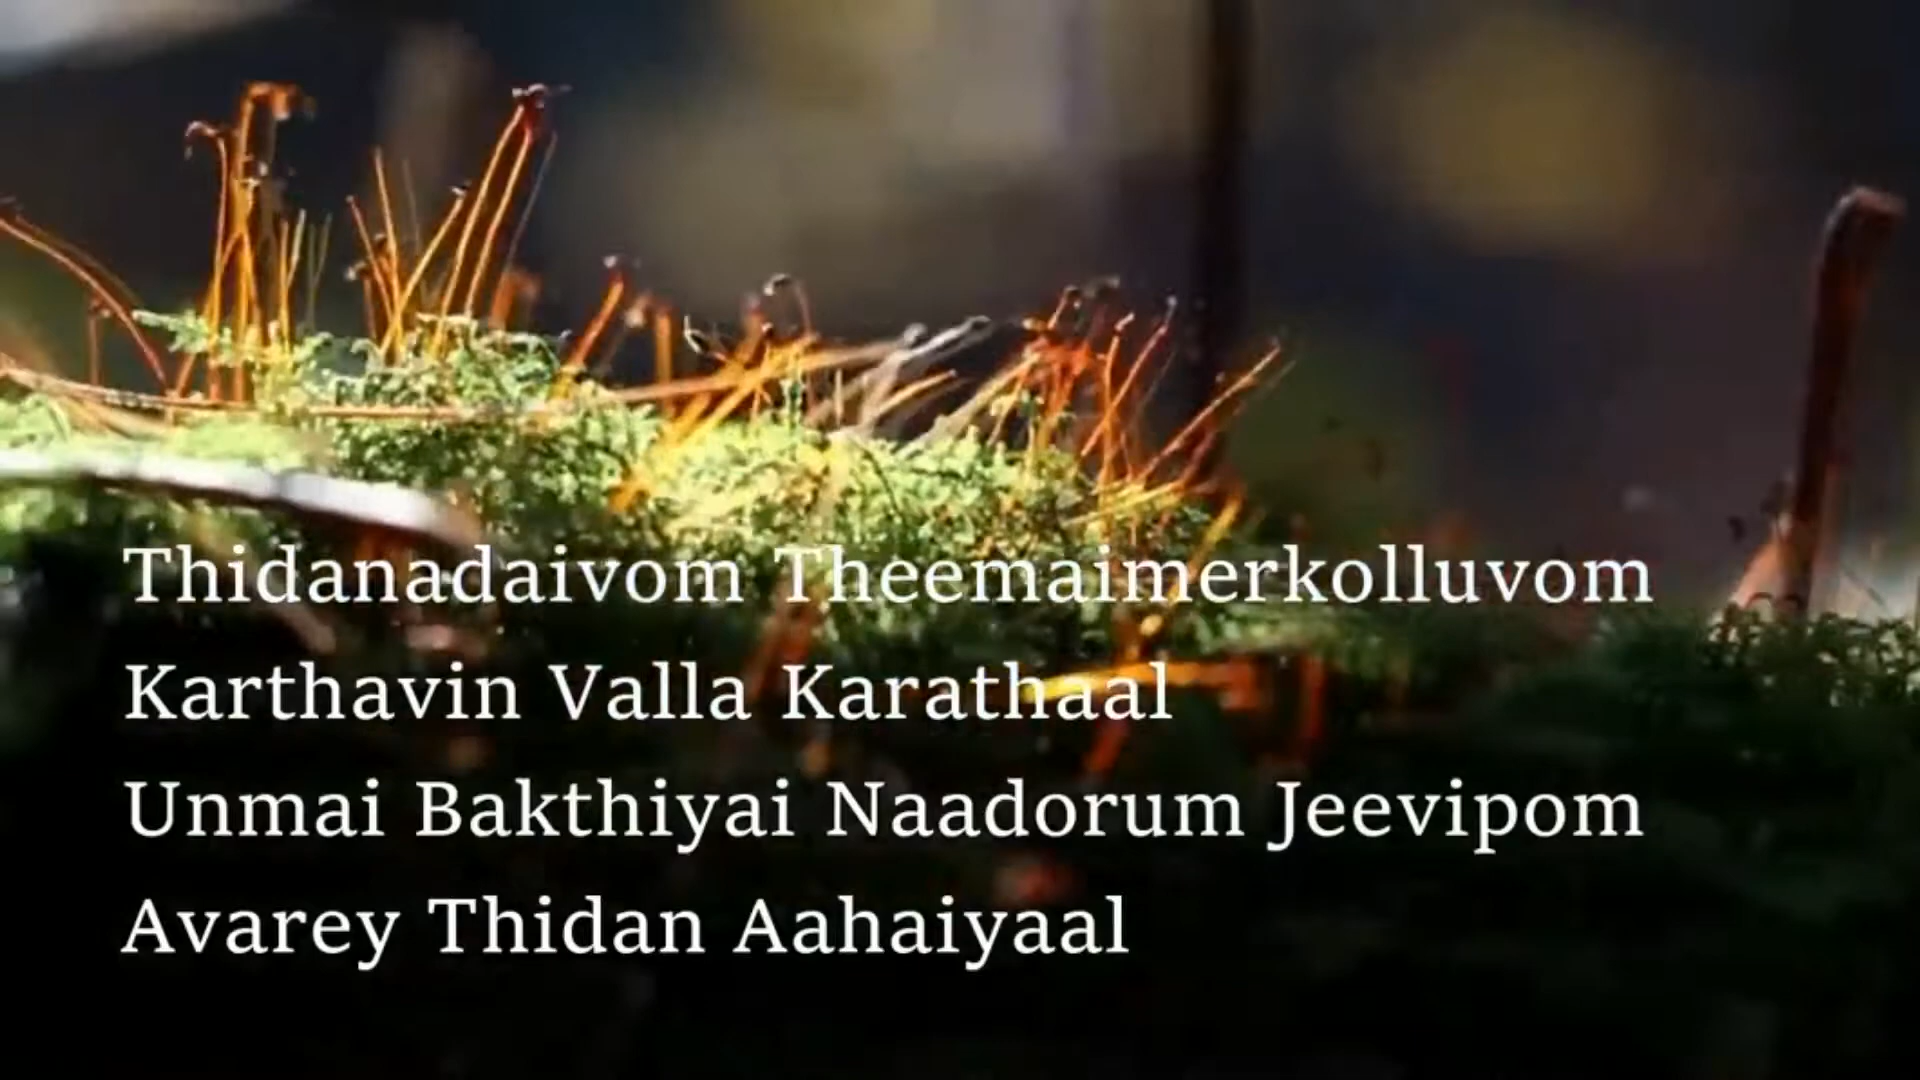 Thidanadaivom Theemaimerkolluvom
Karthavin Valla Karathaal
Unmai Bakthiyai Naadorum Jeevipom
Avarey Thidan Aahaiyaal